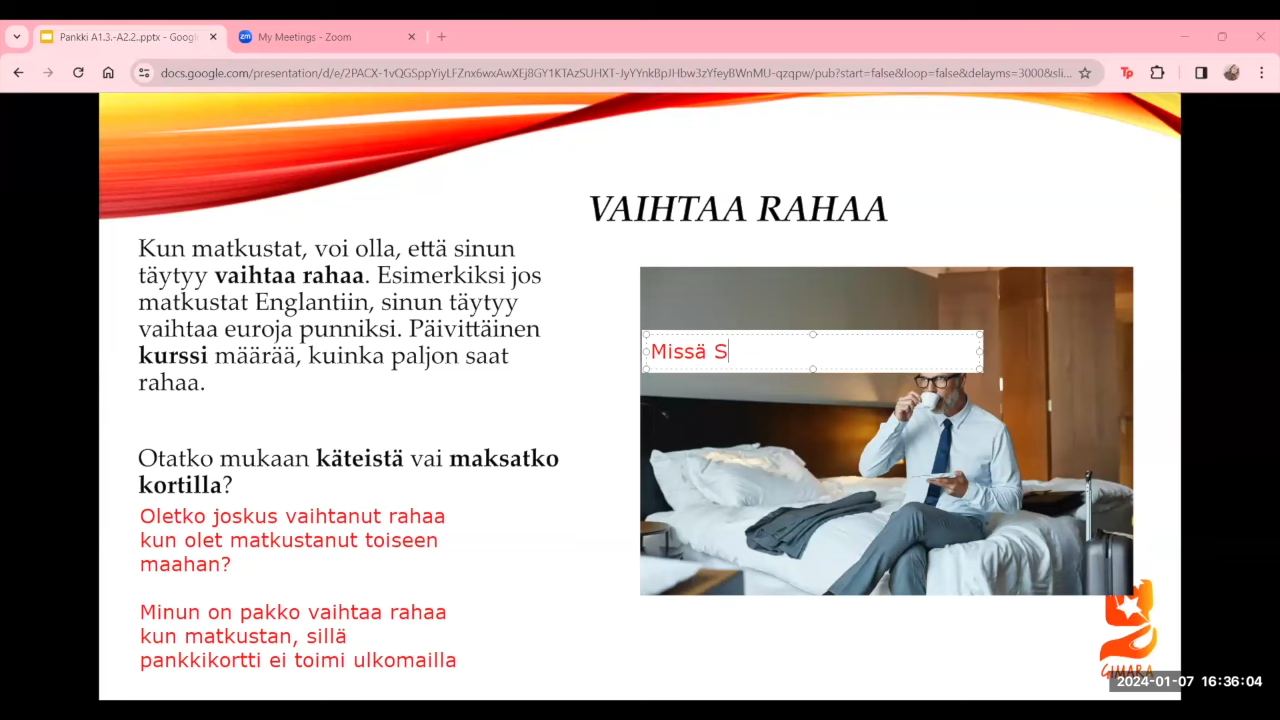 Pankki A1.3.-A2.2..pptx - Googl
My Meetings - Zoom
docs.google.com/presentation/d/e/2PACX-1vQGSppYiyLFZnx6wxAwXEj8GY1KTAzSUHXT-JyYYnkBpJHbw3zYfeyBWnMU-qzqpw/pub?start=false&loop=false&delayms=3000&sli...
Tp
zm
VAIHTAA RAHAA
Kun matkustat, voi olla, että sinun
täytyy vaihtaa rahaa. Esimerkiksi jos
matkustat Englantiin, sinun täytyy
vaihtaa euroja punniksi. Päivittäinen
kurssi määrää, kuinka paljon saat
rahaa.
Otatko mukaan käteistä vai maksatko
kortilla?
Oletko joskus vaihtanut rahaa
kun olet matkustanut toiseen
maahan?
Minun on pakko vaihtaa rahaa
kun matkustan, sillä
pankkikortti ei toimi ulkomailla
Missä S
GIMARA
2024-01-07 16:36:04